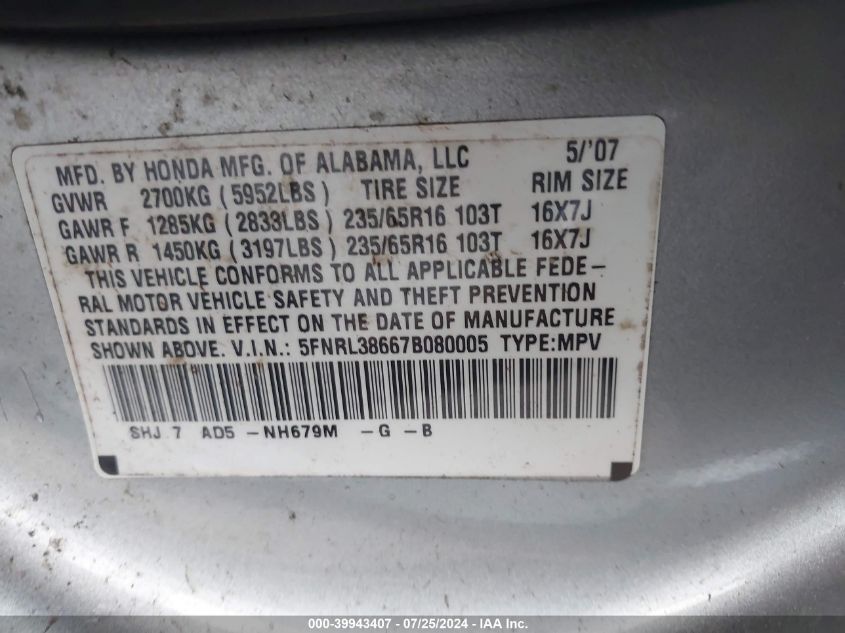 MFD. BY HONDA MFG. OF ALABAMA, LLC 5/'07
GVWR 2700KG (5952LBS) TIRE SIZE RIM SIZE
GAWR F 1285KG (2833LBS) 235/65R16 103T 16X7J
GAWR R 1450KG (3197LBS) 235/65R16 103T 16X7J
THIS VEHICLE CONFORMS TO ALL APPLICABLE FEDE-
RAL MOTOR VEHICLE SAFETY AND THEFT PREVENTION
STANDARDS IN EFFECT ON THE DATE OF MANUFACTURE
SHOWN ABOVE. V.I.N.: 5FNRL38667B080005 TYPE:MPV
SHJ 7 AD5 -NH679M -G -B
000-39943407 - 07/25/2024 - IAA Inc.